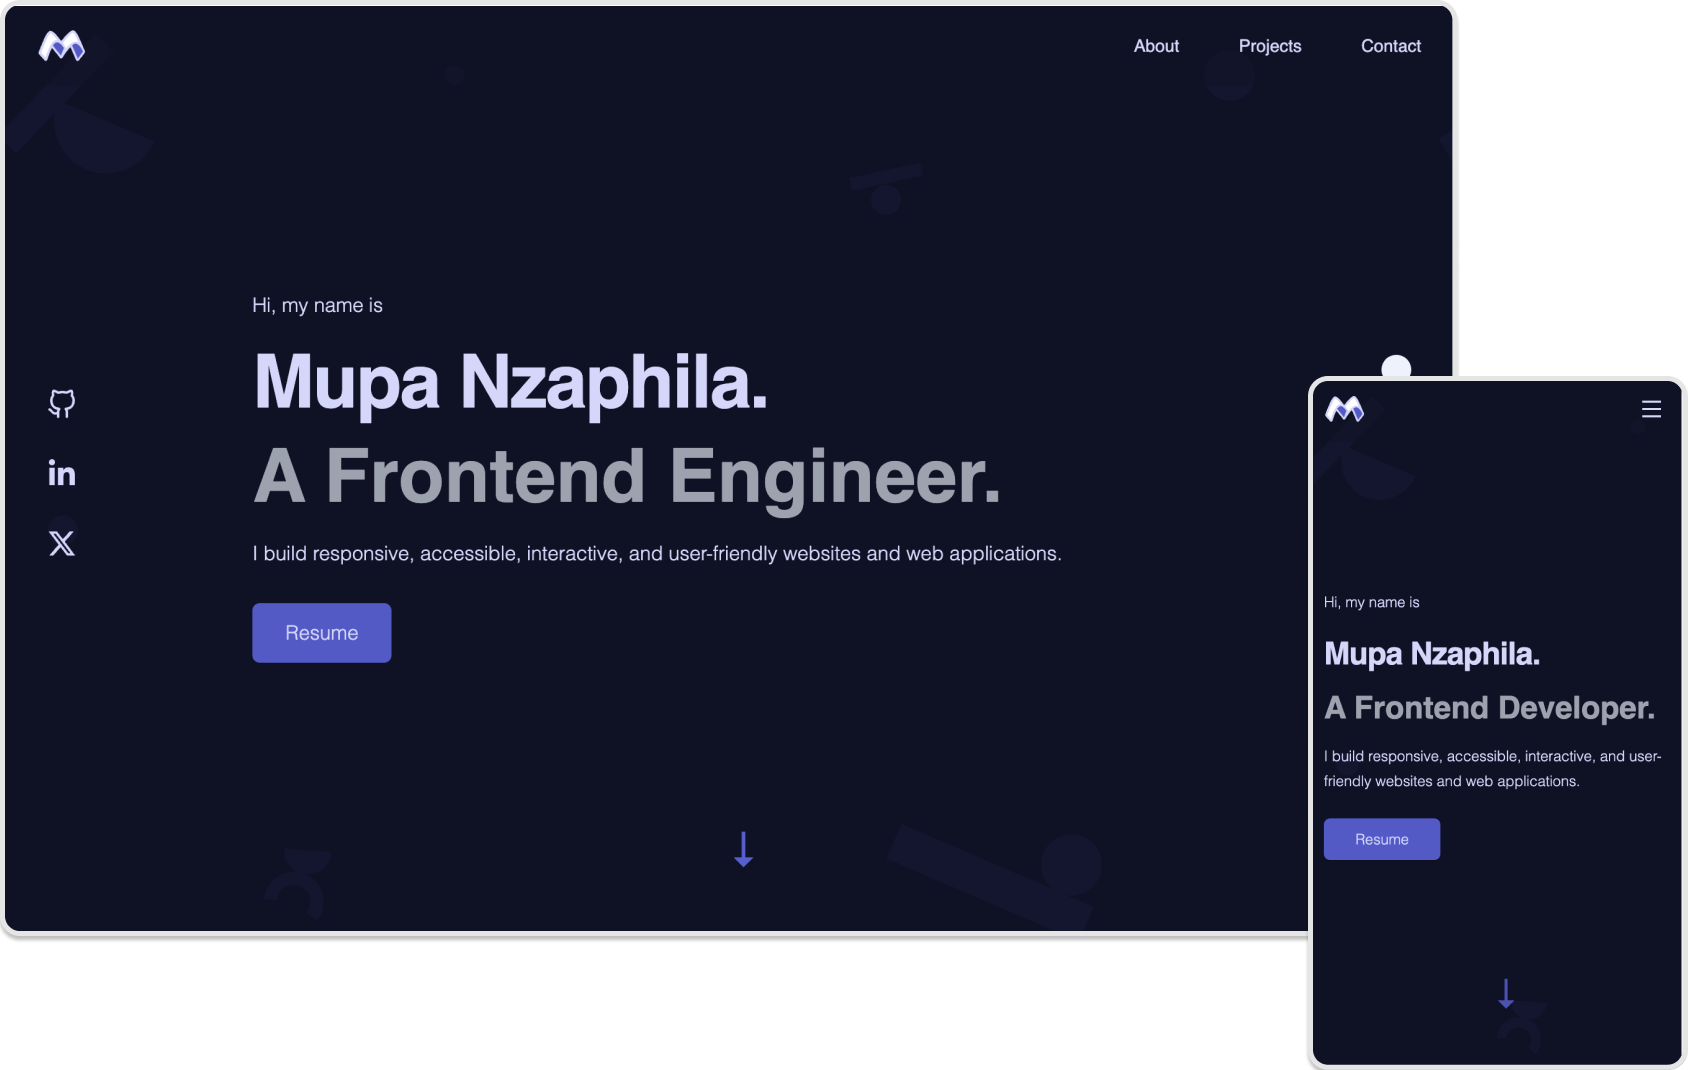 About
Projects
Contact
Hi, my name is
Mupa Nzaphila.
A Frontend Engineer.
I build responsive, accessible, interactive, and user-friendly websites and web applications.
Resume
Hi, my name is
Mupa Nzaphila.
A Frontend Developer.
I build responsive, accessible, interactive, and user-
friendly websites and web applications.
Resume